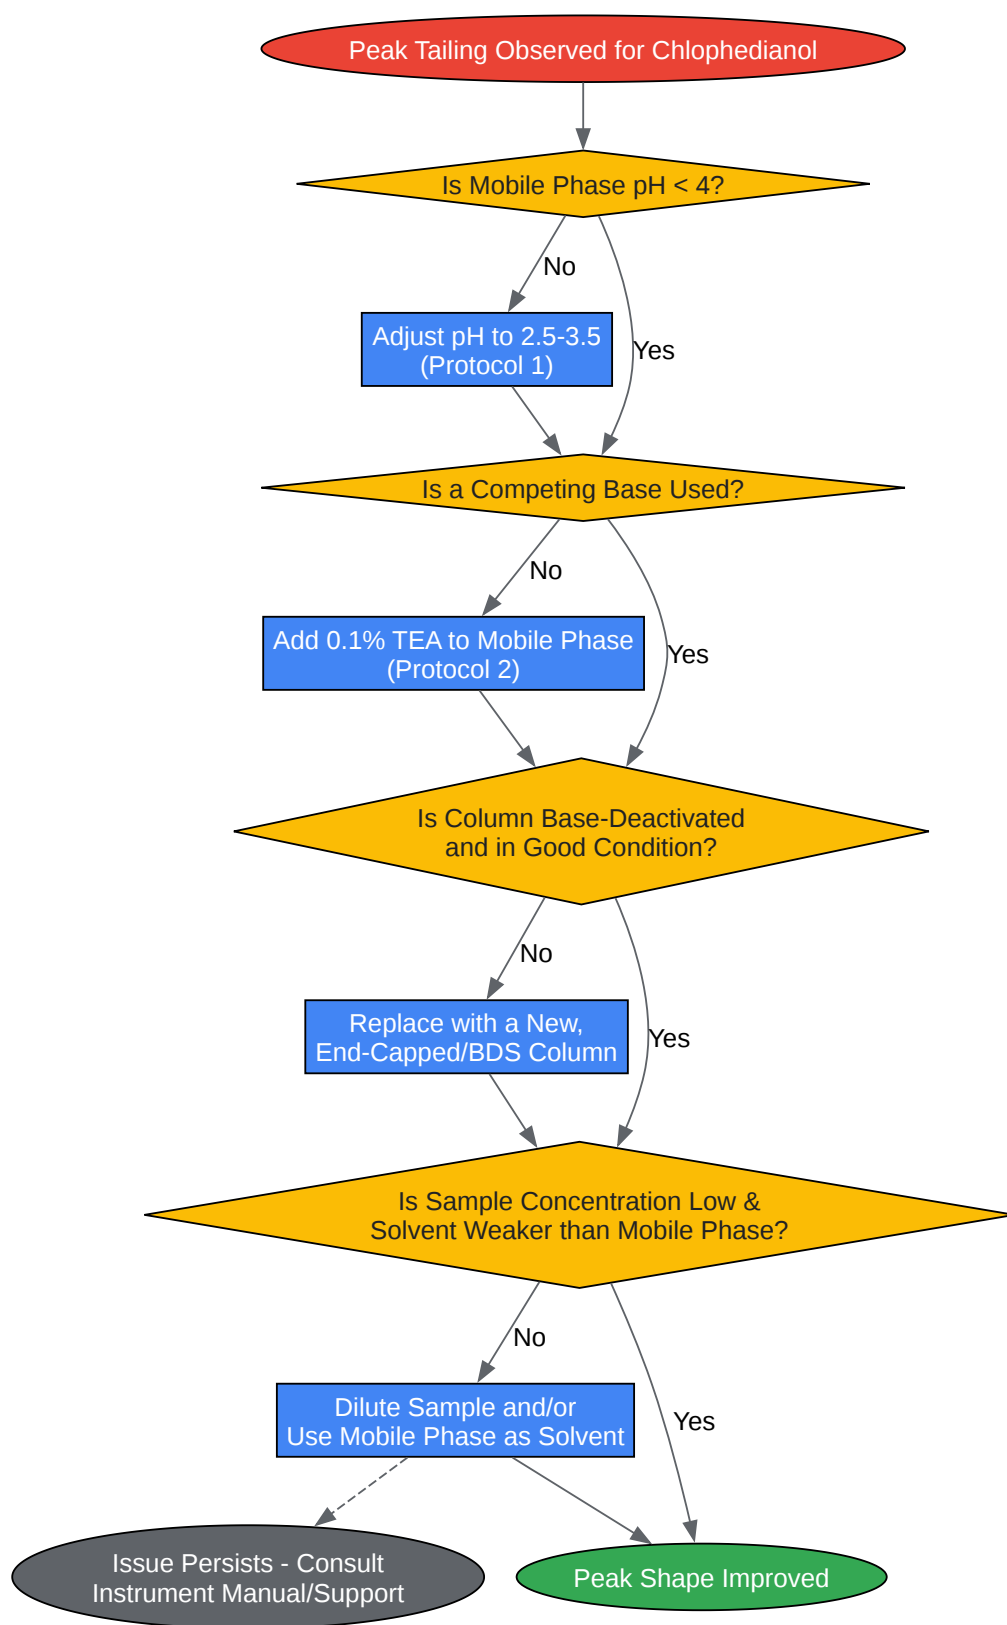 Peak Tailing Observed for Chlophedianol
Is Mobile Phase pH < 4?
No
Adjust pH to 2.5-3.5
(Protocol 1)
Yes
Is a Competing Base Used?
No
Add 0.1% TEA to Mobile Phase
(Protocol 2)
Yes
Is Column Base-Deactivated
and in Good Condition?
No
Replace with a New,
End-Capped/BDS Column
Yes
Is Sample Concentration Low &
Solvent Weaker than Mobile Phase?
No
Dilute Sample and/or
Use Mobile Phase as Solvent
Yes
Issue Persists - Consult
Instrument Manual/Support
Peak Shape Improved